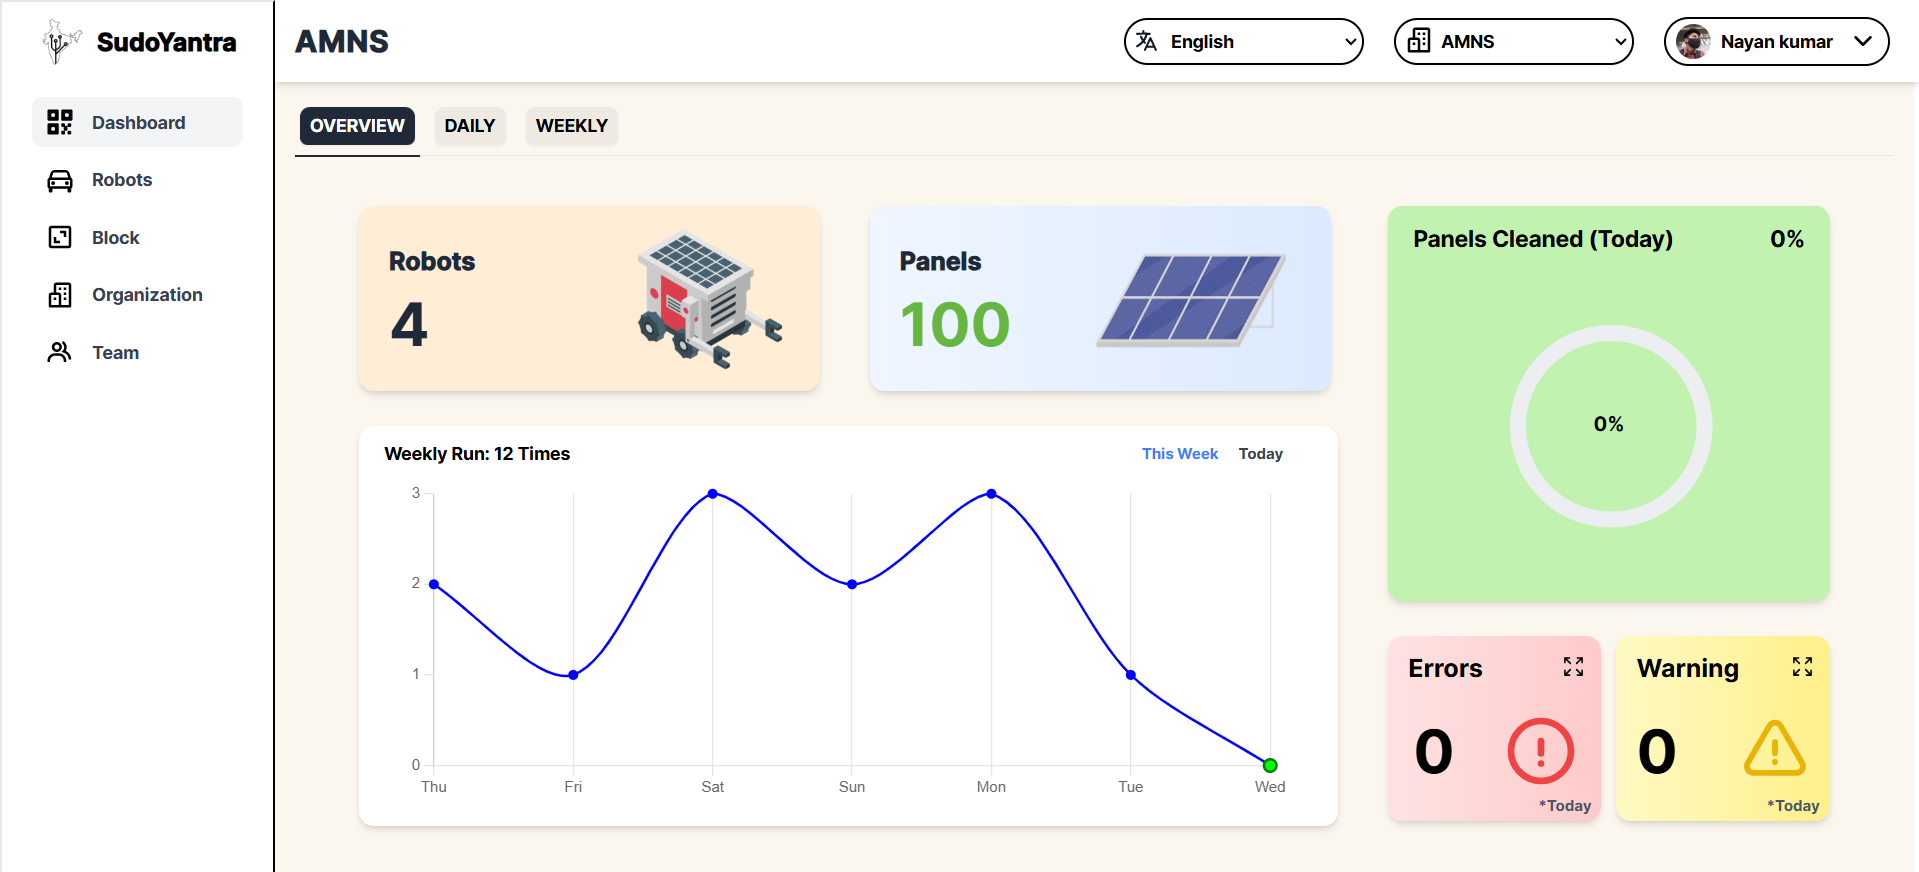 SudoYantra
Dashboard
Robots
Block
Organization
Team
AMNS
English
AMNS
Nayan kumar
OVERVIEW
DAILY
WEEKLY
Robots
4
Panels
100
Panels Cleaned (Today)
0%
0%
Weekly Run: 12 Times
This Week
Today
3
2
1
0
Thu
Fri
Sat
Sun
Mon
Tue
Wed
Errors
0
*Today
Warning
0
*Today